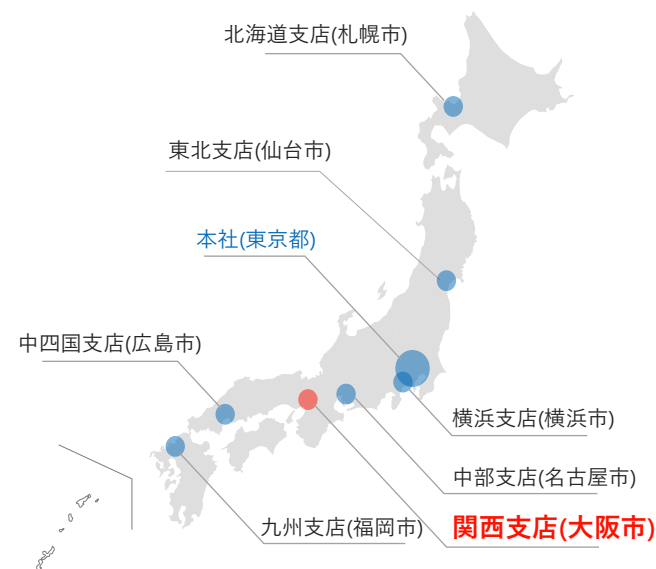 北海道支店(札幌市)
東北支店(仙台市)
本社(東京都)
中四国支店(広島市)
横浜支店(横浜市)
中部支店(名古屋市)
九州支店(福岡市)
関西支店(大阪市)